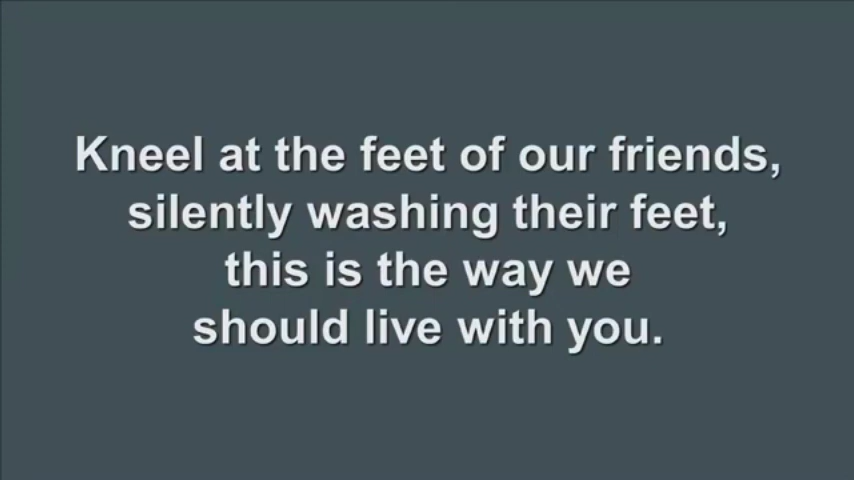 Kneel at the feet of our friends,
silently washing their feet,
this is the way we
should live with you.